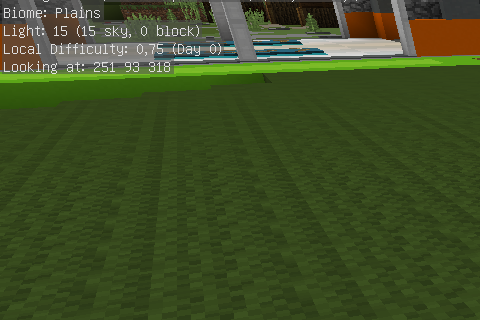 Biome: Plains
Light: 15 (15 sky, 0 block)
Local Difficulty: 0,75 (Day 0)
Looking at: 251 93 318